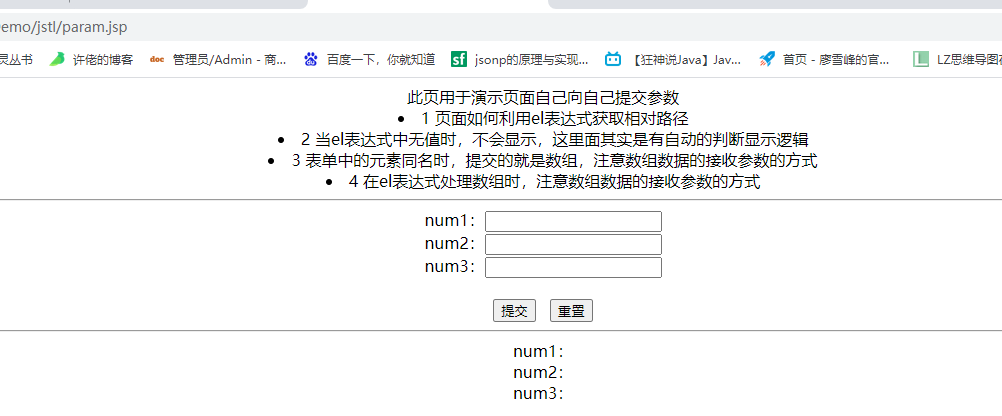 emo/jstl/param.jsp
灵丛书 许佬的博客 doc 管理员/Admin - 商... 百度一下，你就知道 sf jsonp的原理与实现... 【狂神说Java】Jav... 首页 - 廖雪峰的官... LZ思维导图在
此页用于演示页面自己向自己提交参数
• 1 页面如何利用el表达式获取相对路径
• 2 当el表达式中无值时，不会显示，这里面其实是有自动的判断显示逻辑
• 3 表单中的元素同名时，提交的就是数组，注意数组数据的接收参数的方式
• 4 在el表达式处理数组时，注意数组数据的接收参数的方式
num1：
num2：
num3：
提交 重置
num1：
num2：
num3：